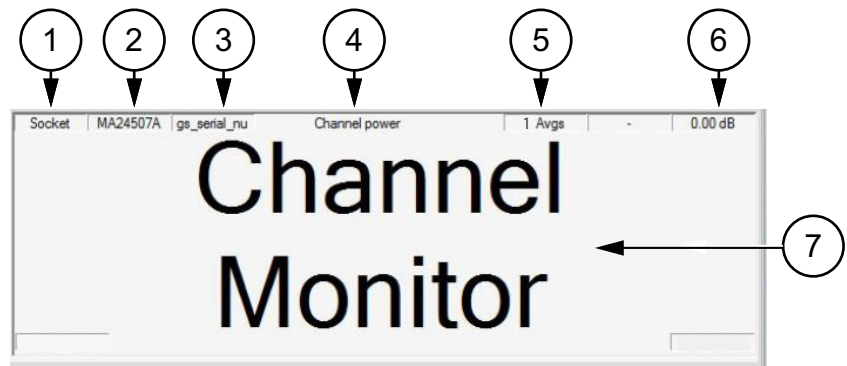 1 2 3 4 5 6
Socket MA24507A gs_serial_nu Channel power 1 Avgs - 0.00 dB
Channel
7
Monitor